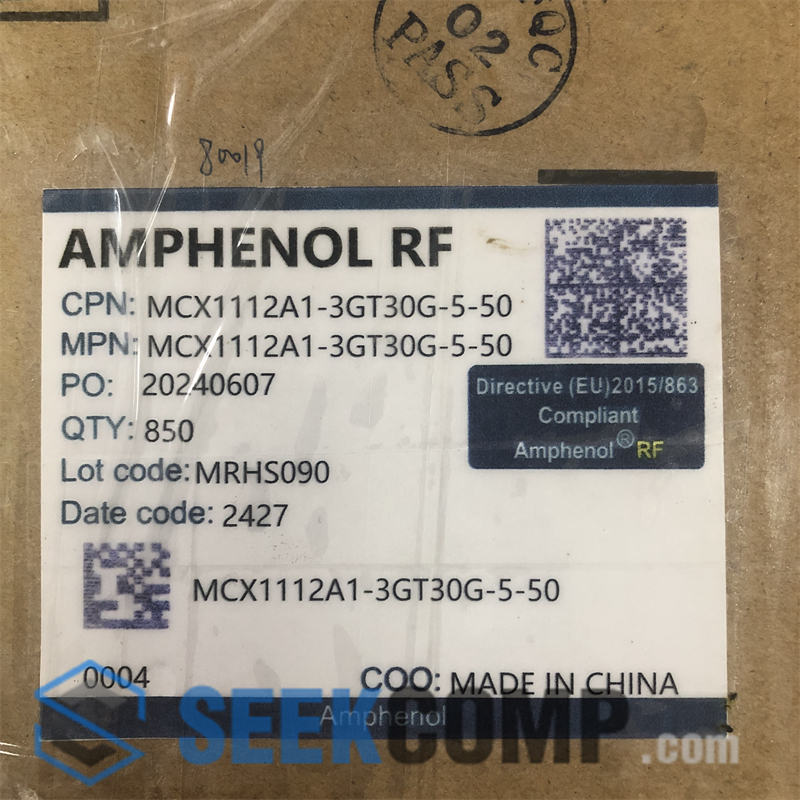 QC
02
PASS
80019
AMPHENOL RF
CPN: MCX1112A1-3GT30G-5-50
MPN: MCX1112A1-3GT30G-5-50
PO: 20240607
Directive (EU)2015/863
Compliant
Amphenol® RF
QTY: 850
Lot code: MRHS090
Date code: 2427
MCX1112A1-3GT30G-5-50
0004
COO: MADE IN CHINA
Amphenol
SEEKCOMP.com